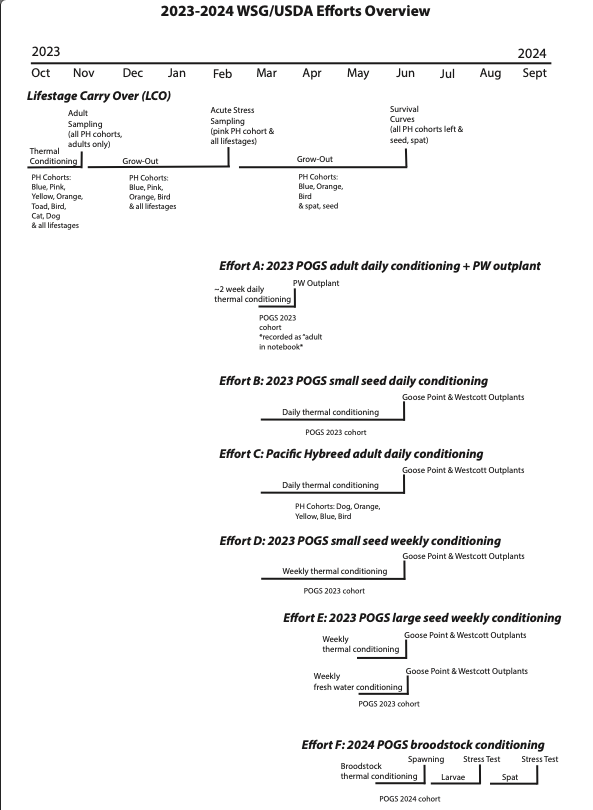 2023-2024 WSG/USDA Efforts Overview
2023
2024
Oct Nov Dec Jan Feb Mar Apr May Jun Jul Aug Sept
Lifestage Carry Over (LCO)
Adult
Sampling
(all PH cohorts,
adults only)
Acute Stress
Sampling
(pink PH cohort &
all lifestages)
Survival
Curves
(all PH cohorts left &
seed, spat)
Thermal
Conditioning
Grow-Out
Grow-Out
PH Cohorts:
Blue, Pink,
Yellow, Orange,
Toad, Bird,
Cat, Dog
& all lifestages
PH Cohorts:
Blue, Pink,
Orange, Bird
& all lifestages
PH Cohorts:
Blue, Orange,
Bird
& spat, seed
Effort A: 2023 POGS adult daily conditioning + PW outplant
~2 week daily
thermal conditioning
PW Outplant
POGS 2023
cohort
*recorded as "adult
in notebook*
Effort B: 2023 POGS small seed daily conditioning
Goose Point & Westcott Outplants
Daily thermal conditioning
POGS 2023 cohort
Effort C: Pacific Hybreed adult daily conditioning
Goose Point & Westcott Outplants
Daily thermal conditioning
PH Cohorts: Dog, Orange,
Yellow, Blue, Bird
Effort D: 2023 POGS small seed weekly conditioning
Goose Point & Westcott Outplants
Weekly thermal conditioning
POGS 2023 cohort
Effort E: 2023 POGS large seed weekly conditioning
Goose Point & Westcott Outplants
Weekly
thermal conditioning
Goose Point & Westcott Outplants
Weekly
fresh water conditioning
POGS 2023 cohort
Effort F: 2024 POGS broodstock conditioning
Spawning
Stress Test
Stress Test
Broodstock
thermal conditioning
Larvae
Spat
POGS 2024 cohort